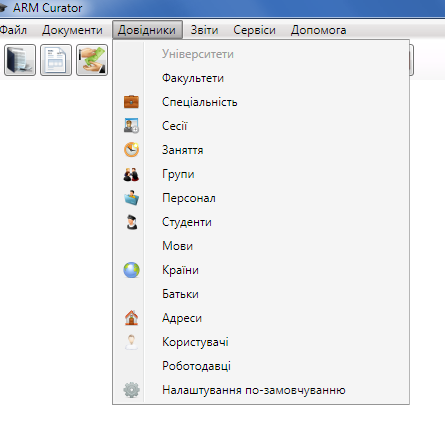 ARM Curator
Файл Документи Довідники Звіти Сервіси Допомога
Університети
Факультети
Спеціальність
Сесії
Заняття
Групи
Персонал
Студенти
Мови
Країни
Батьки
Адреси
Користувачі
Роботодавці
Налаштування по-замовчуванню